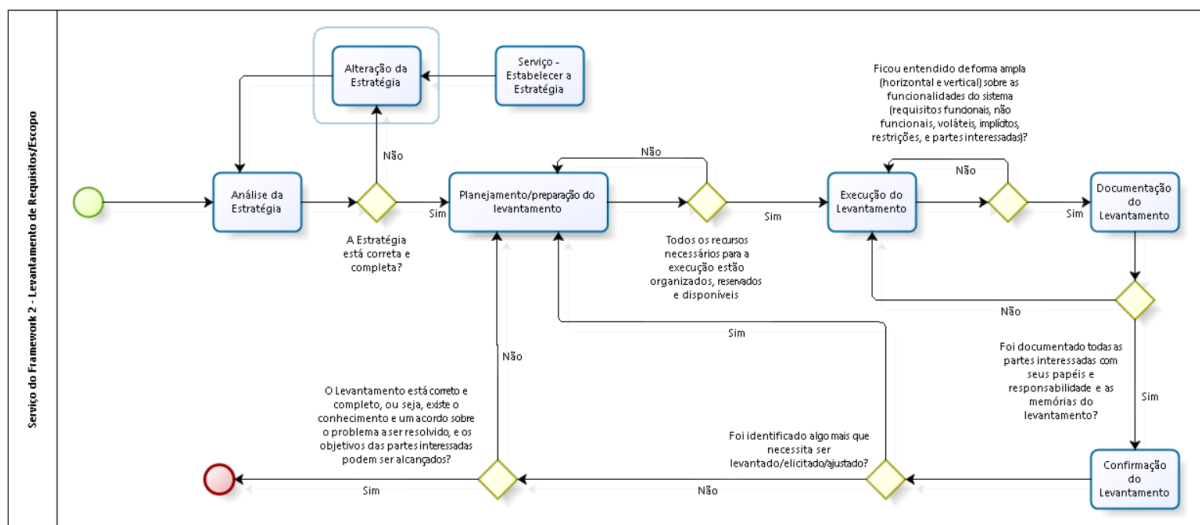 Serviço do Framework 2 - Levantamento de Requisitos/Escopo
Alteração da
Estratégia
Serviço -
Estabelecer a
Estratégia
Ficou entendido de forma ampla
(horizontal e vertical) sobre as
funcionalidades do sistema
(requisitos funcionais, não
funcionais, voláteis, implícitos,
restrições, e partes interessadas)?
Não
Não
Não
Análise da
Estratégia
Sim
Planejamento/preparação do
levantamento
Sim
Execução do
Levantamento
Sim
Documentação
do
Levantamento
A Estratégia
está correta e
completa?
Todos os recursos
necessários para a
execução estão
organizados, reservados
e disponíveis
Não
Sim
Não
Foi documentado todas as
partes interessadas com
seus papéis e
responsabilidade e as
memórias do
levantamento?
Sim
O Levantamento está correto e
completo, ou seja, existe o
conhecimento e um acordo sobre
o problema a ser resolvido, e os
objetivos das partes interessadas
podem ser alcançados?
Foi identificado algo mais que
necessita ser
levantado/elicitado/ajustado?
Sim
Não
Confirmação
do
Levantamento